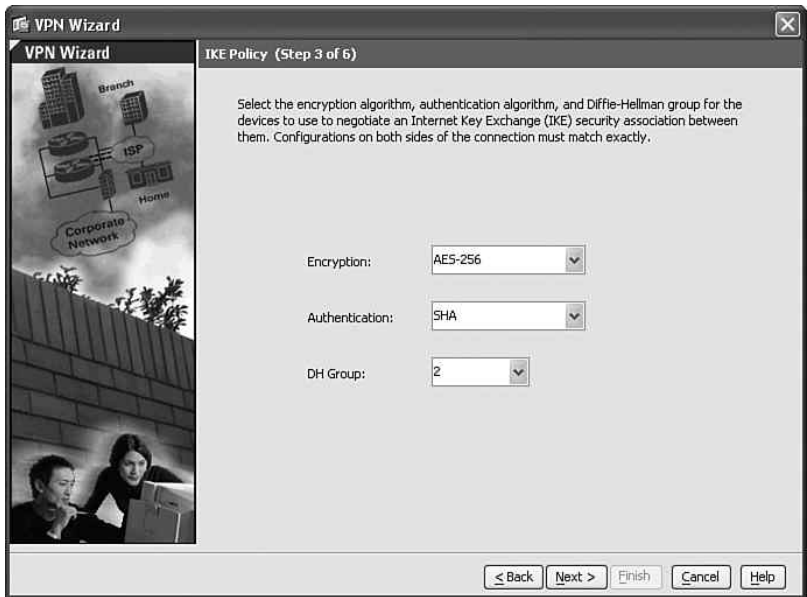 VPN Wizard
VPN Wizard
IKE Policy (Step 3 of 6)
Branch
ISP
Home
Corporate
Network
Select the encryption algorithm, authentication algorithm, and Diffie-Hellman group for the
devices to use to negotiate an Internet Key Exchange (IKE) security association between
them. Configurations on both sides of the connection must match exactly.
Encryption: AES-256
Authentication: SHA
DH Group: 2
< Back Next > Finish Cancel Help